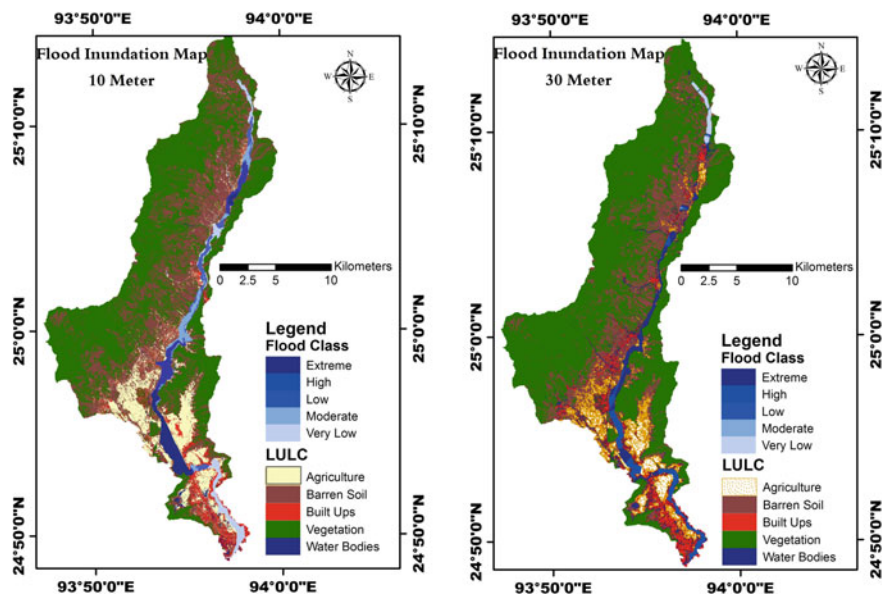 93°50'0"E
94°0'0"E
Flood Inundation Map
10 Meter
N
W
E
S
25°10'0"N
25°10'0"N
Kilometers
0 2.5 5 10
25°0'0"N
25°0'0"N
Legend
Flood Class
Extreme
High
Low
Moderate
Very Low
LULC
Agriculture
Barren Soil
Built Ups
Vegetation
Water Bodies
24°50'0"N
24°50'0"N
93°50'0"E
94°0'0"E
93°50'0"E
94°0'0"E
Flood Inundation Map
30 Meter
N
W
E
S
25°10'0"N
25°10'0"N
Kilometers
0 2.5 5 10
25°0'0"N
25°0'0"N
Legend
Flood Class
Extreme
High
Low
Moderate
Very Low
LULC
Agriculture
Barren Soil
Built Ups
Vegetation
Water Bodies
24°50'0"N
24°50'0"N
93°50'0"E
94°0'0"E